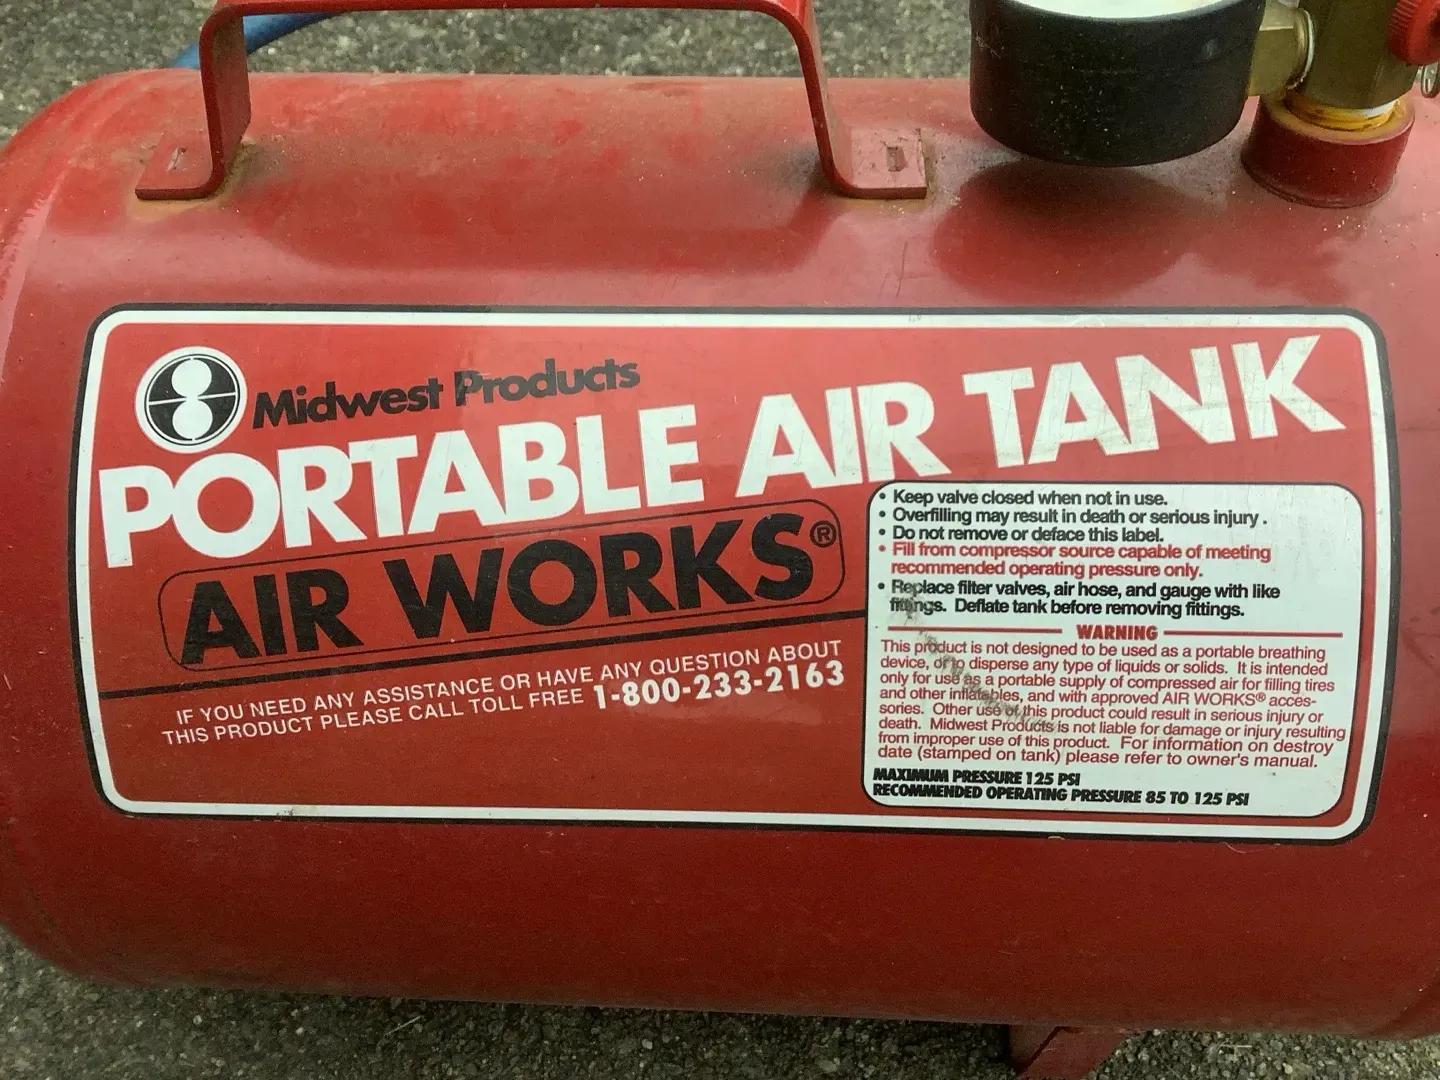 Midwest Products
PORTABLE AIR TANK
AIR WORKS®
IF YOU NEED ANY ASSISTANCE OR HAVE ANY QUESTION ABOUT
THIS PRODUCT PLEASE CALL TOLL FREE 1-800-233-2163
• Keep valve closed when not in use.
• Overfilling may result in death or serious injury.
• Do not remove or deface this label.
• Fill from compressor source capable of meeting
recommended operating pressure only.
• Replace filter valves, air hose, and gauge with like
fittings. Deflate tank before removing fittings.
WARNING
This product is not designed to be used as a portable breathing
device, or to disperse any type of liquids or solids. It is intended
only for use as a portable supply of compressed air for filling tires
and other inflatables, and with approved AIR WORKS® acces-
sories. Other use of this product could result in serious injury or
death. Midwest Products is not liable for damage or injury resulting
from improper use of this product. For information on destroy
date (stamped on tank) please refer to owner's manual.
MAXIMUM PRESSURE 125 PSI
RECOMMENDED OPERATING PRESSURE 85 TO 125 PSI